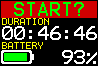 START?
DURATION
00:46:46
BATTERY
93%